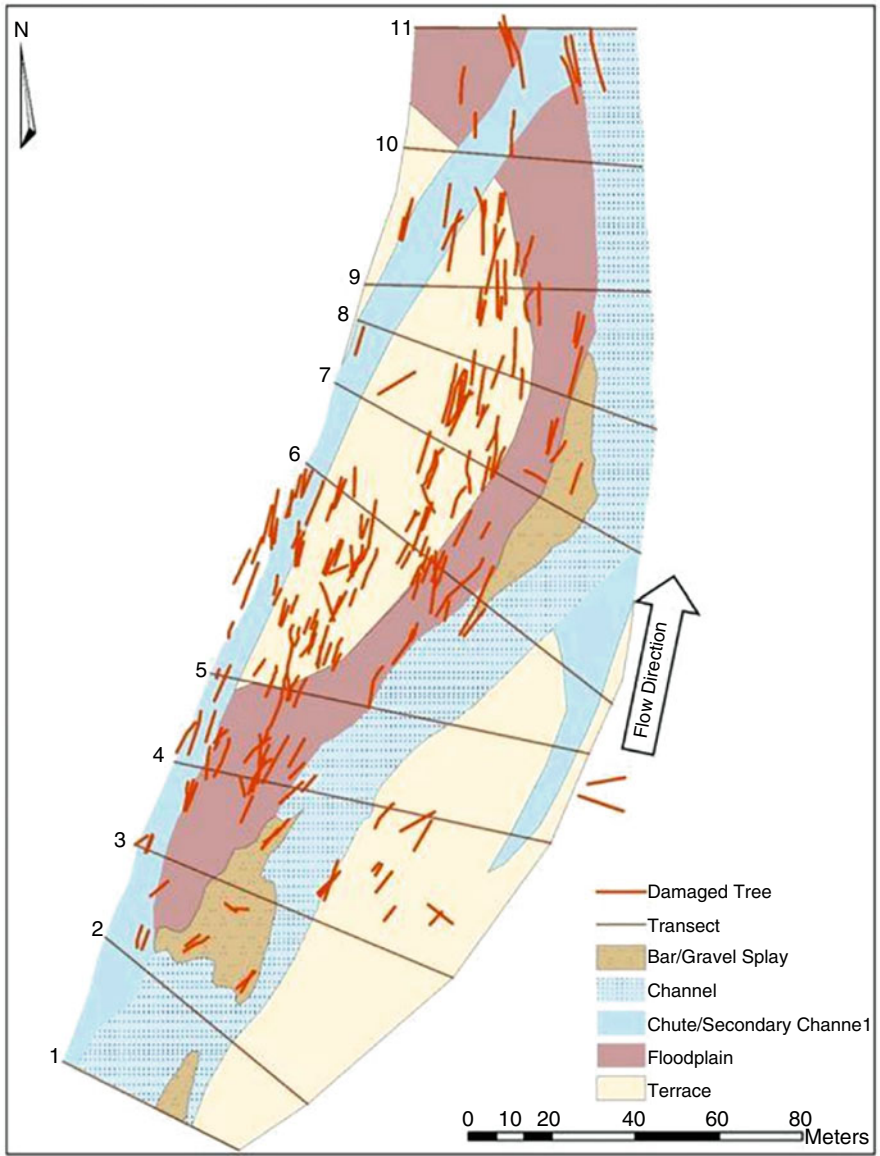 N
11
10
9
8
7
6
5
4
3
2
1
Flow Direction
Damaged Tree
Transect
Bar/Gravel Splay
Channel
Chute/Secondary Channe1
Floodplain
Terrace
0 10 20 40 60 80
Meters